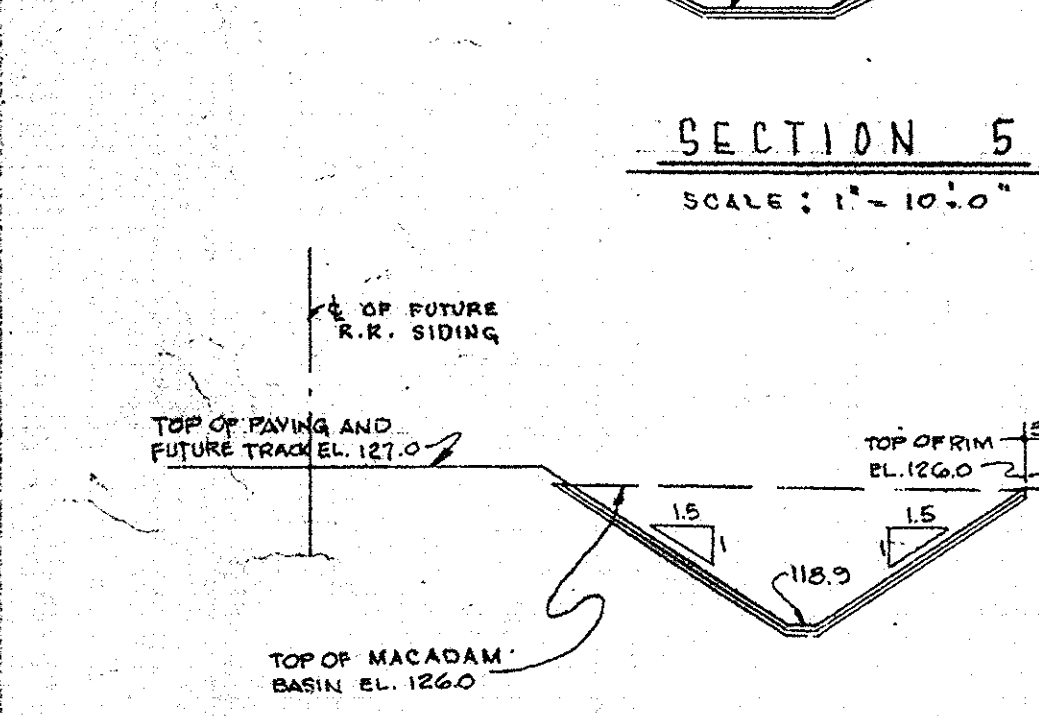 SECTION 5
SCALE: 1" = 10'-0"
℄ OF FUTURE
R.R. SIDING
TOP OF PAVING AND
FUTURE TRACK EL. 127.0
TOP OF RIM
EL. 126.0
1.5
1
1.5
1
118.9
TOP OF MACADAM
BASIN EL. 126.0